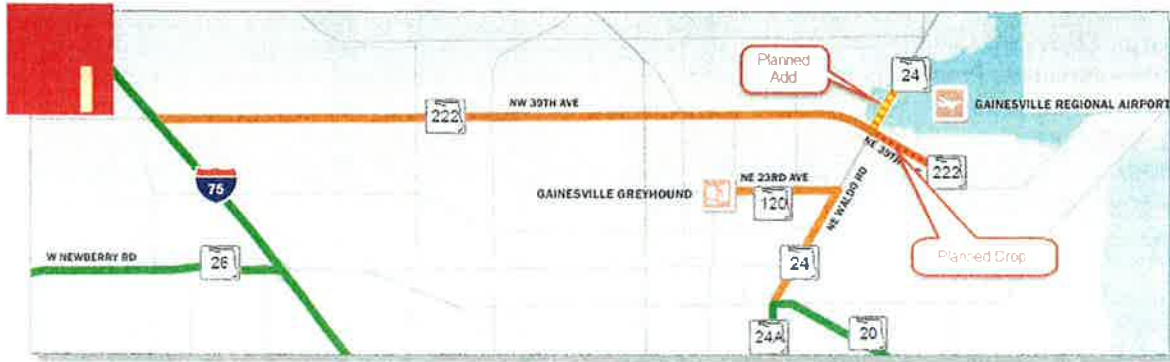 Planned
Add
24
GAINESVILLE REGIONAL AIRPORT
222
NW 39TH AVE
NE 39TH
222
75
GAINESVILLE GREYHOUND
NE 23RD AVE
120
NE WALDO RD
W NEWBERRY RD
26
24
Planned Drop
24A
20